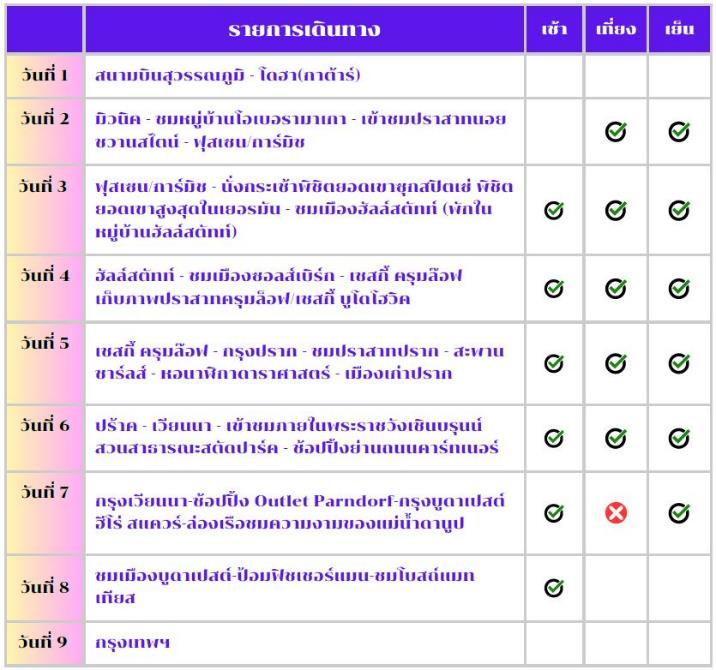 รายการเดินทาง เช้า เที่ยง เย็น
วันที่ 1 สนามบินสุวรรณภูมิ - โดฮา(กาต้าร์)
วันที่ 2 มิวนิค - ชมหมู่บ้านโอเบอรามาเกา - เข้าชมปราสาทนอย
ชวานสไตน์ - ฟุสเซน/การ์มิช
วันที่ 3 ฟุสเซน/การ์มิช - นั่งกระเช้าพิชิตยอดเขาซุกสปิตเซ่ พิชิต
ยอดเขาสูงสุดในเยอรมัน - ชมเมืองฮัลล์สตัทท์ (พักใน
หมู่บ้านฮัลล์สตัทท์)
วันที่ 4 ฮัลล์สตัทท์ - ชมเมืองซอลส์เบิร์ก - เชสกี้ ครุมล๊อฟ
เก็บภาพปราสาทครุมล็อฟ/เชสกี้ บูโดโฮวิค
วันที่ 5 เชสกี้ ครุมล๊อฟ - กรุงปราก - ชมปราสาทปราก - สะพาน
ชาร์ลส์ - หอนาฬิกาดาราศาสตร์ - เมืองเก่าปราก
วันที่ 6 ปร้าค - เวียนนา - เข้าชมภายในพระราชวังเชินบรุนน์
สวนสาธารณะสตัดปาร์ค - ช้อปปิ้งย่านถนนคาร์ทเนอร์
วันที่ 7 กรุงเวียนนา-ช้อปปิ้ง Outlet Parndorf-กรุงบูดาเปสต์
ฮีโร่ สแควร์-ล่องเรือชมความงามของแม่น้ำดานูป
วันที่ 8 ชมเมืองบูดาเปสต์-ป้อมฟิชเชอร์แมน-ชมโบสถ์แมท
เทียส
วันที่ 9 กรุงเทพฯ